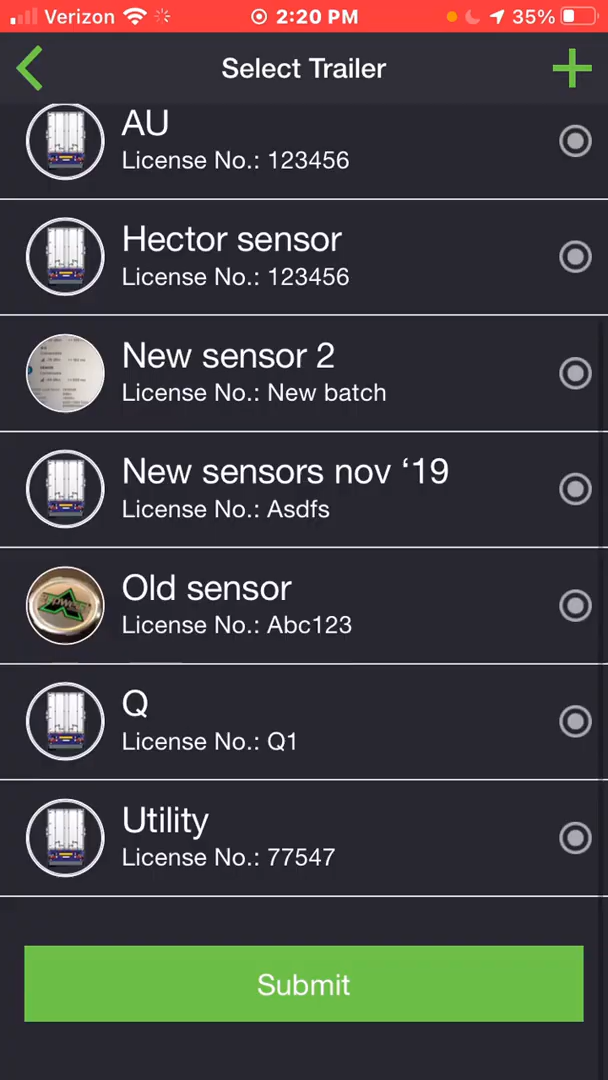 Verizon 2:20 PM 35%
Select Trailer
AU
License No.: 123456
Hector sensor
License No.: 123456
New sensor 2
License No.: New batch
New sensors nov ‘19
License No.: Asdfs
Old sensor
License No.: Abc123
Q
License No.: Q1
Utility
License No.: 77547
Submit